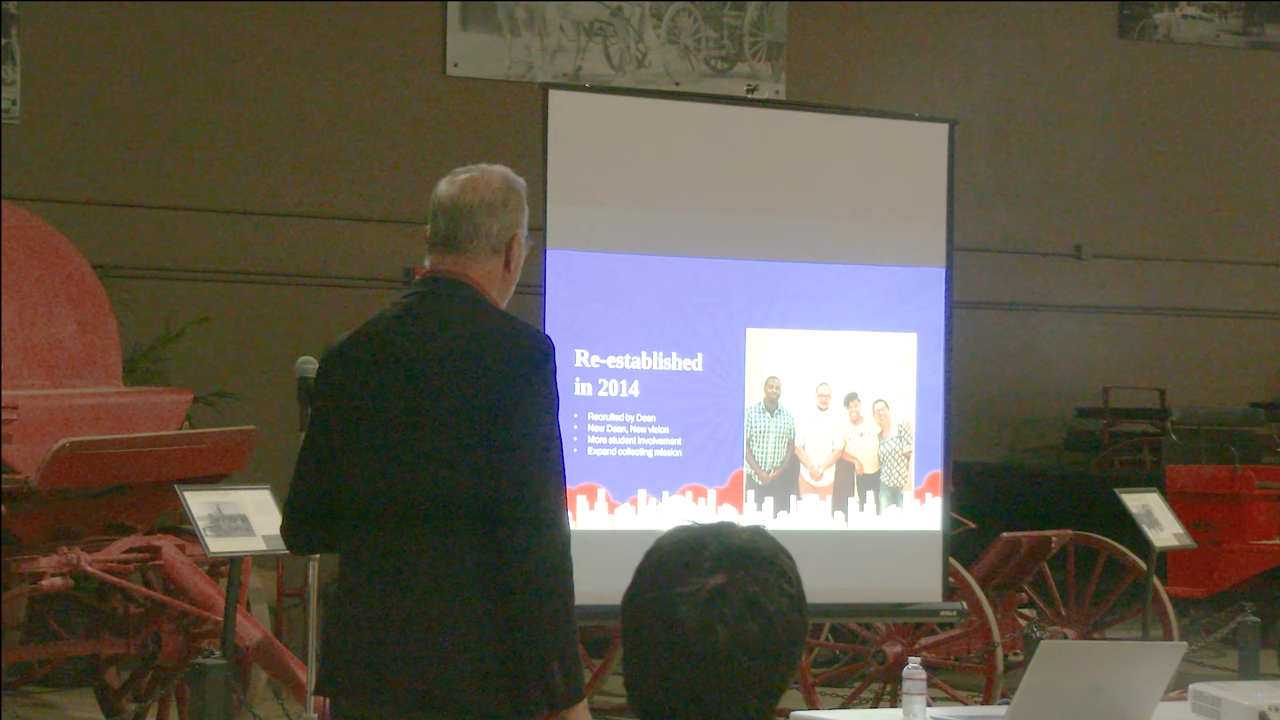 Re-established
in 2014
• Recruited by Dean
• New Dean, New vision
• More student involvement
• Expand collecting mission